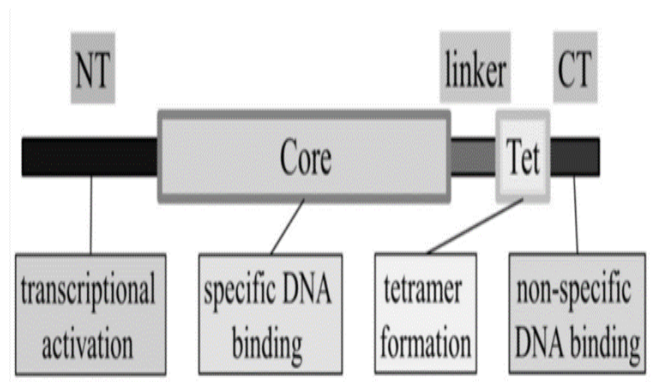 NT
linker
CT
Core
Tet
transcriptional
activation
specific DNA
binding
tetramer
formation
non-specific
DNA binding